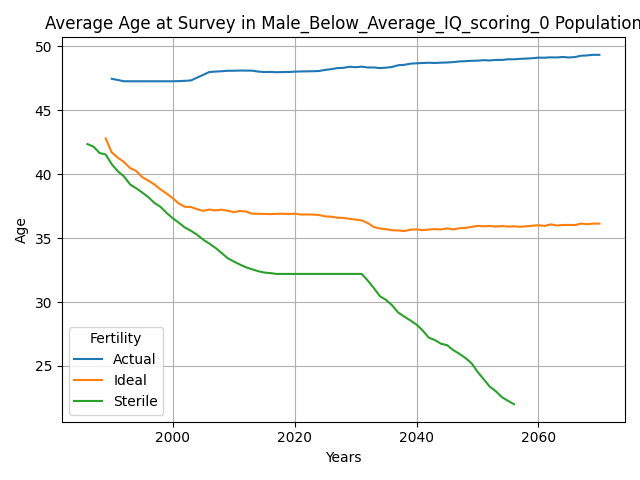 Average Age at Survey in Male_Below_Average_IQ_scoring_0 Population
50
45
40
35
30
25
Age
Fertility
Actual
Ideal
Sterile
2000 2020 2040 2060
Years